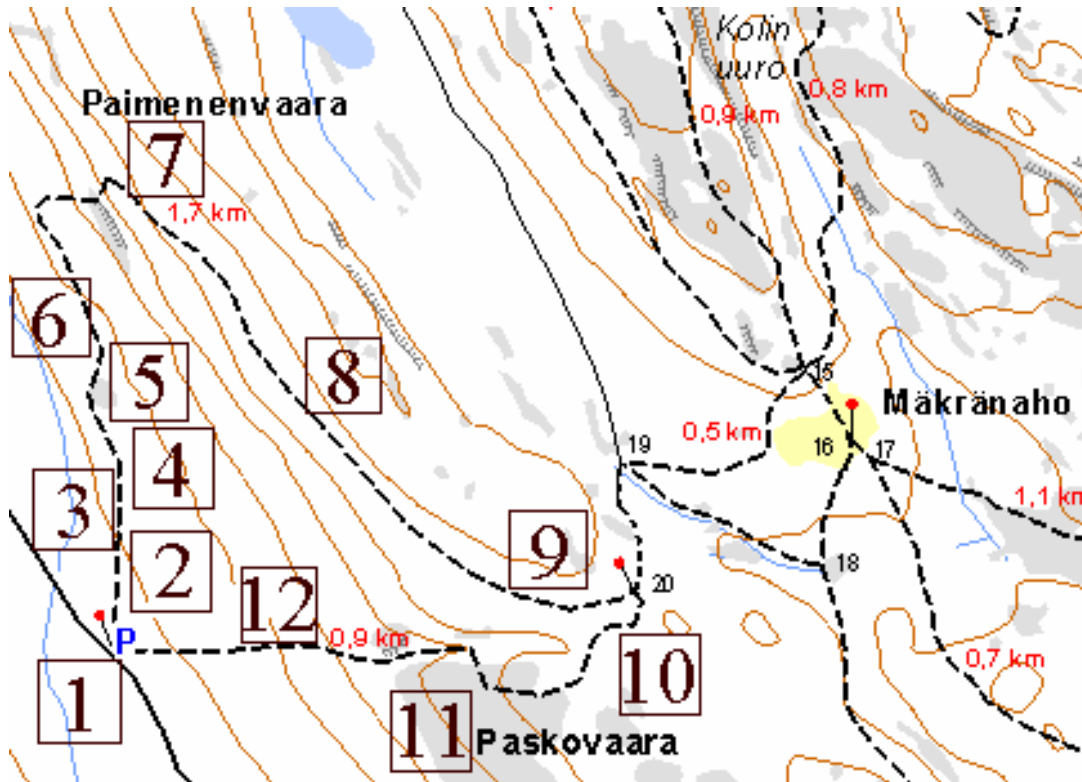 Kolin
uuro
0,8 km
Paimenenvaara
0,9 km
7
1,7 km
6
5
8
15
Mäkränaho
4
0,5 km
19
16
17
3
1,1 km
9
2
18
12
20
P
0,9 km
0,7 km
10
1
11
Paskovaara